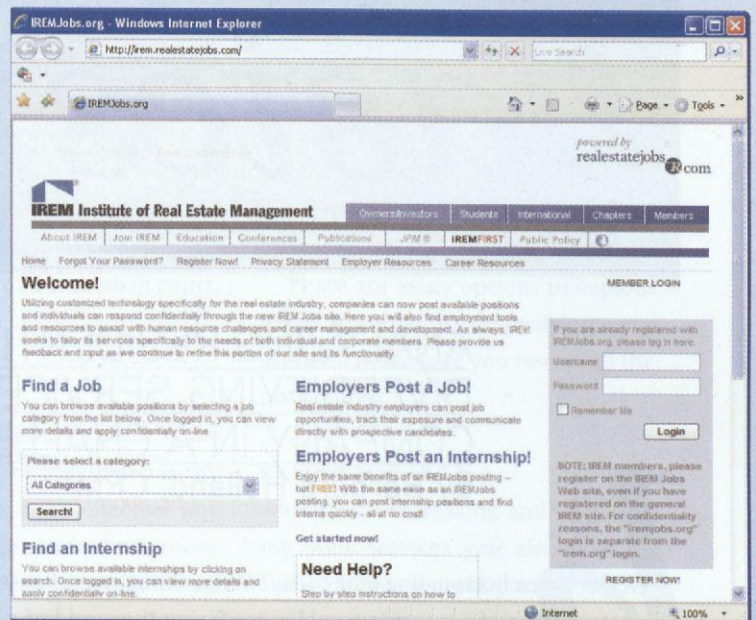 IREMJobs.org - Windows Internet Explorer
http://irem.realestatejobs.com/
Live Search
IREMJobs.org
Page
Tools
powered by
realestatejobs
R com
IREM Institute of Real Estate Management
Owners/Investors Students International Chapters Members
About IREM Join IREM Education Conferences Publications JPM ® IREMFIRST Public Policy
Home Forgot Your Password? Register Now! Privacy Statement Employer Resources Career Resources
Welcome!
Utilizing customized technology specifically for the real estate industry, companies can now post available positions
and individuals can respond confidentially through the new IREM Jobs site. Here you will also find employment tools
and resources to assist with human resource challenges and career management and development. As always, IREM
seeks to tailor its services specifically to the needs of both individual and corporate members. Please provide us
feedback and input as we continue to refine this portion of our site and its functionality.
Find a Job
You can browse available positions by selecting a job
category from the list below. Once logged in, you can view
more details and apply confidentially on-line.
Please select a category:
All Categories
Search!
Find an Internship
You can browse available internships by clicking on
search. Once logged in, you can view more details and
apply confidentially on-line.
Employers Post a Job!
Real estate industry employers can post job
opportunities, track their exposure and communicate
directly with prospective candidates.
Employers Post an Internship!
Enjoy the same benefits of an IREMJobs posting –
but FREE! With the same ease as an IREMJobs
posting, you can post internship positions and find
interns quickly - all at no cost!
Get started now!
Need Help?
Step by step instructions on how to
MEMBER LOGIN
If you are already registered with
IREMJobs.org, please log in here.
Username
Password
Remember Me
Login
NOTE: IREM members, please
register on the IREM Jobs
Web site, even if you have
registered on the general
IREM site. For confidentiality
reasons, the "iremjobs.org"
login is separate from the
"irem.org" login.
REGISTER NOW!
Internet
100%